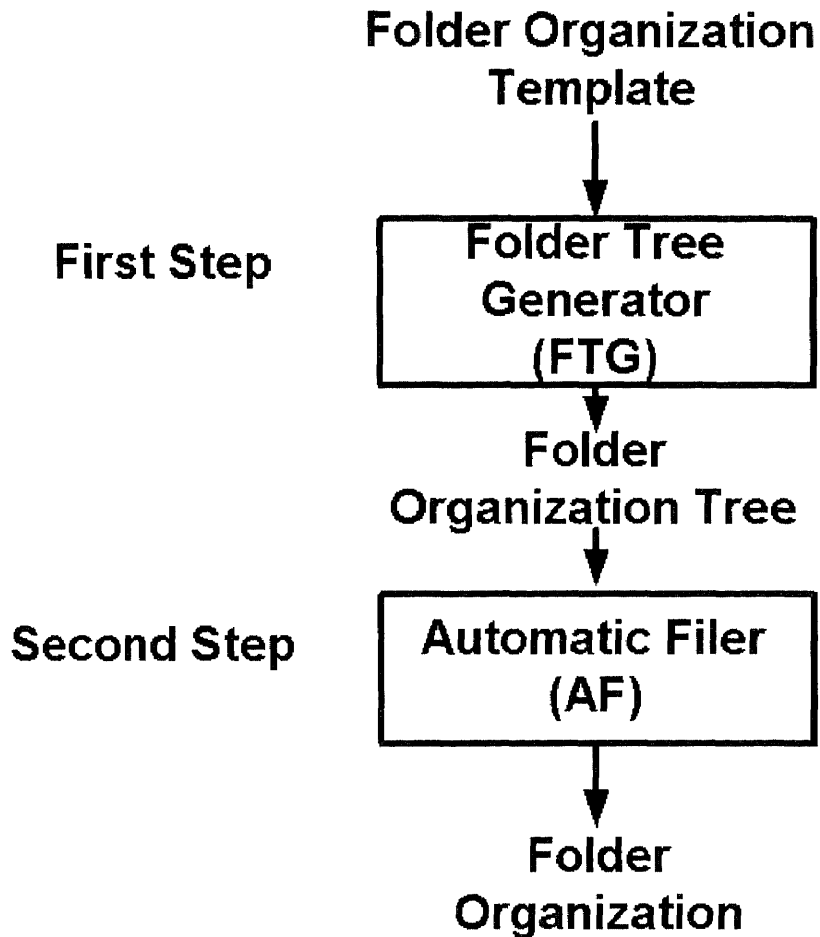 Folder Organization
Template
First Step
Folder Tree
Generator
(FTG)
Folder
Organization Tree
Second Step
Automatic Filer
(AF)
Folder
Organization